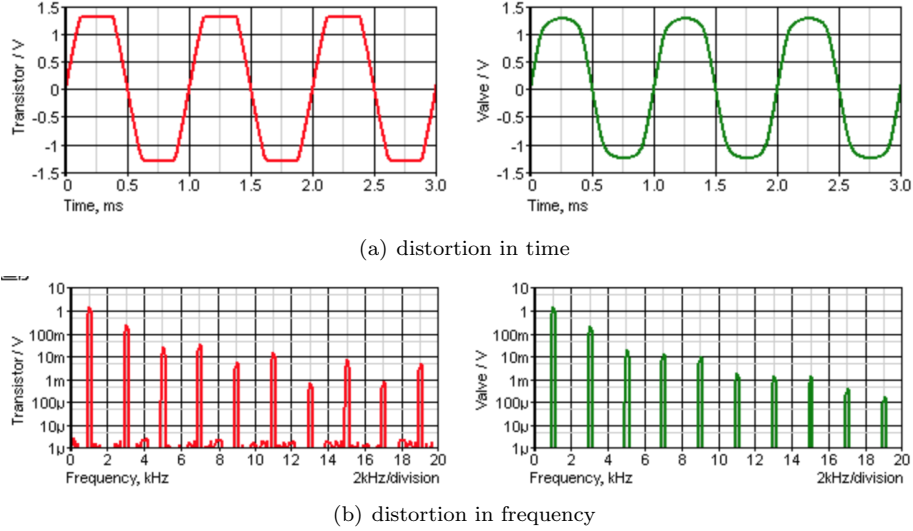 1.5
1
0.5
0
-0.5
-1
-1.5
Transistor / V
0 0.5 1.0 1.5 2.0 2.5 3.0
Time, ms
1.5
1
0.5
0
-0.5
-1
-1.5
Valve / V
0 0.5 1.0 1.5 2.0 2.5 3.0
Time, ms
(a) distortion in time
10
1
100m
10m
1m
100µ
10µ
1µ
Transistor / V
0 2 4 6 8 10 12 14 16 18 20
Frequency, kHz 2kHz/division
10
1
100m
10m
1m
100µ
10µ
1µ
Valve / V
0 2 4 6 8 10 12 14 16 18 20
Frequency, kHz 2kHz/division
(b) distortion in frequency